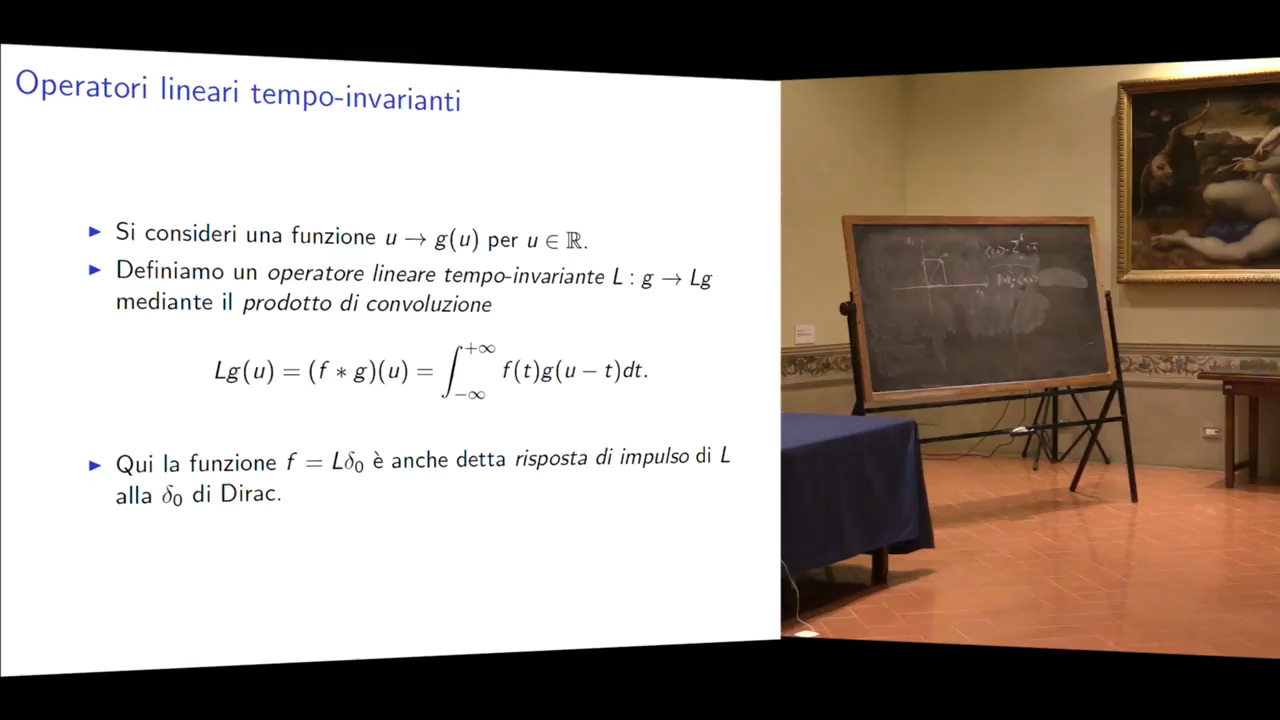 Operatori lineari tempo-invarianti
▶ Si consideri una funzione u → g(u) per u ∈ ℝ.
▶ Definiamo un operatore lineare tempo-invariante L : g → Lg
mediante il prodotto di convoluzione
Lg(u) = (f ∗ g)(u) = ∫_{−∞}^{+∞} f(t)g(u − t)dt.
▶ Qui la funzione f = Lδ₀ è anche detta risposta di impulso di L
alla δ₀ di Dirac.